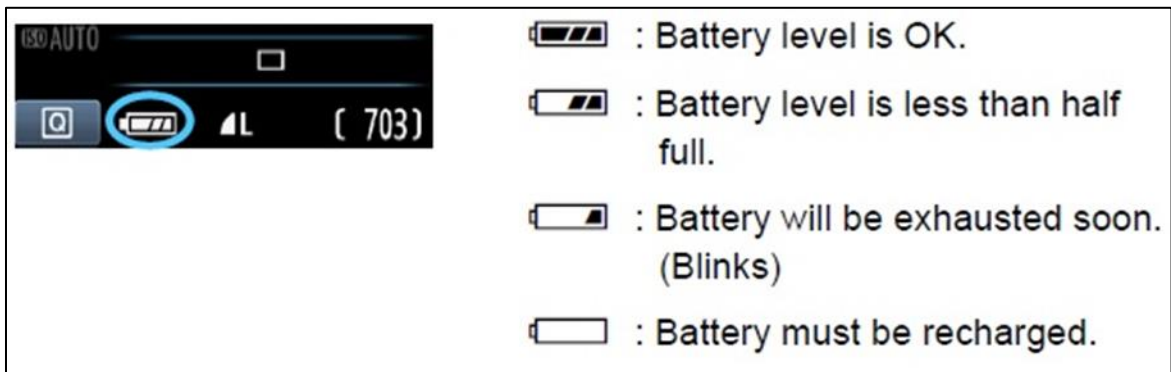 ISO AUTO
Q
L
( 703)
: Battery level is OK.
: Battery level is less than half
full.
: Battery will be exhausted soon.
(Blinks)
: Battery must be recharged.